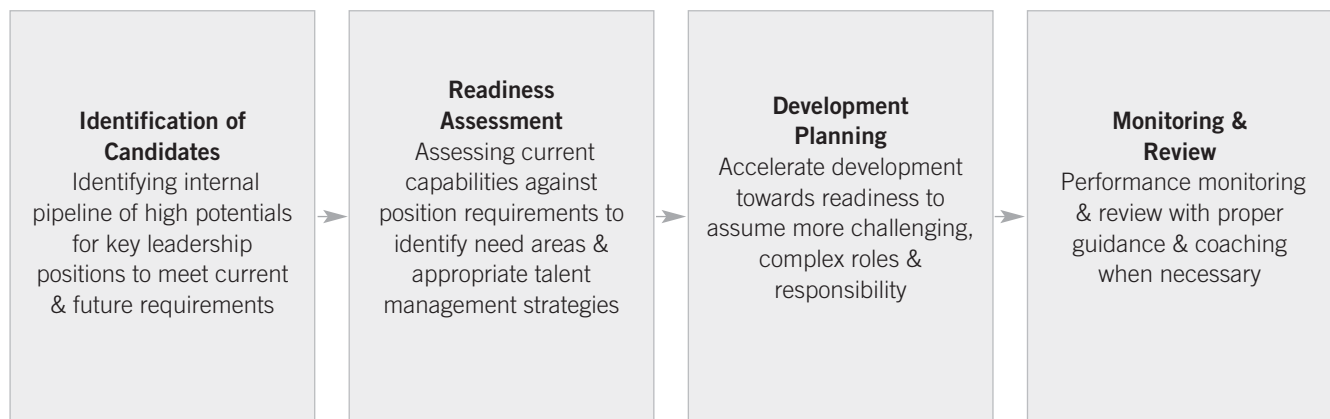 Identification of
Candidates
Identifying internal
pipeline of high potentials
for key leadership
positions to meet current
& future requirements
Readiness
Assessment
Assessing current
capabilities against
position requirements to
identify need areas &
appropriate talent
management strategies
Development
Planning
Accelerate development
towards readiness to
assume more challenging,
complex roles &
responsibility
Monitoring &
Review
Performance monitoring
& review with proper
guidance & coaching
when necessary